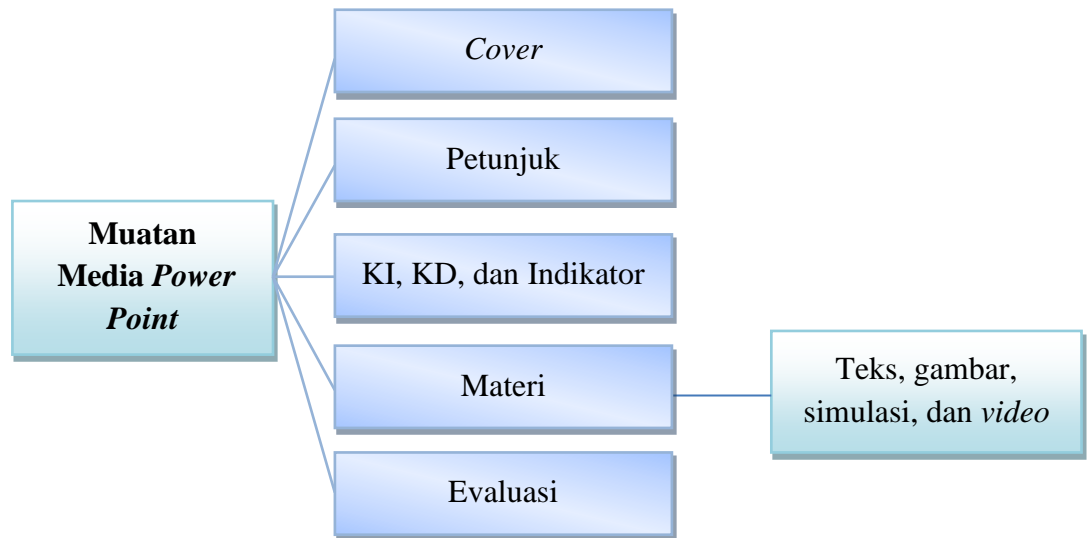 Cover
Petunjuk
Muatan
Media Power
Point
KI, KD, dan Indikator
Materi
Teks, gambar,
simulasi, dan video
Evaluasi